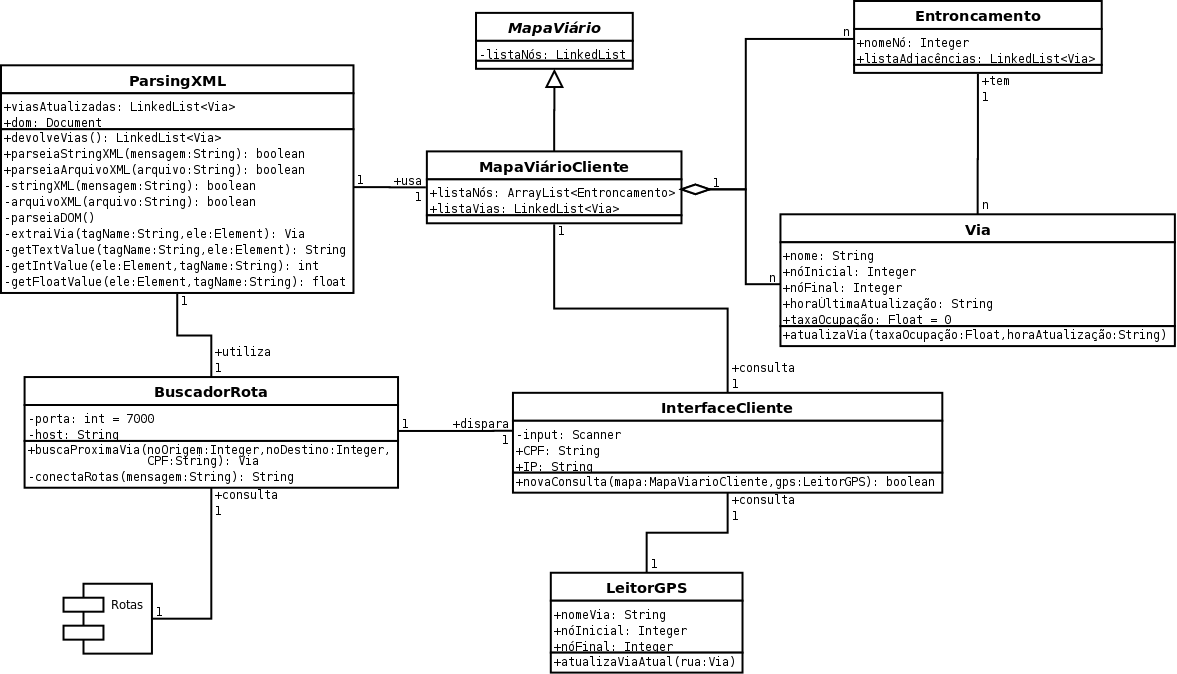 MapaViário
-listaNós: LinkedList
Entroncamento
+nomeNó: Integer
+listaAdjacências: LinkedList<Via>
n
+tem
1
n
ParsingXML
+viasAtualizadas: LinkedList<Via>
+dom: Document
+devolveVias(): LinkedList<Via>
+parseiaStringXML(mensagem:String): boolean
+parseiaArquivoXML(arquivo:String): boolean
-stringXML(mensagem:String): boolean
-arquivoXML(arquivo:String): boolean
-parseiaDOM()
-extraiVia(tagName:String,ele:Element): Via
-getTextValue(tagName:String,ele:Element): String
-getIntValue(ele:Element,tagName:String): int
-getFloatValue(ele:Element,tagName:String): float
1
+usa
1
MapaViárioCliente
+listaNós: ArrayList<Entroncamento>
+listaVias: LinkedList<Via>
1
1
n
Via
+nome: String
+nóInicial: Integer
+nóFinal: Integer
+horaÚltimaAtualização: String
+taxaOcupação: Float = 0
+atualizaVia(taxaOcupação:Float,horaAtualização:String)
1
+utiliza
1
+consulta
1
BuscadorRota
-porta: int = 7000
-host: String
+buscaProximaVia(noOrigem:Integer,noDestino:Integer,
CPF:String): Via
-conectaRotas(mensagem:String): String
1
+dispara
1
InterfaceCliente
-input: Scanner
+CPF: String
+IP: String
+novaConsulta(mapa:MapaViarioCliente,gps:LeitorGPS): boolean
+consulta
1
+consulta
1
1
Rotas
1
LeitorGPS
+nomeVia: String
+nóInicial: Integer
+nóFinal: Integer
+atualizaViaAtual(rua:Via)